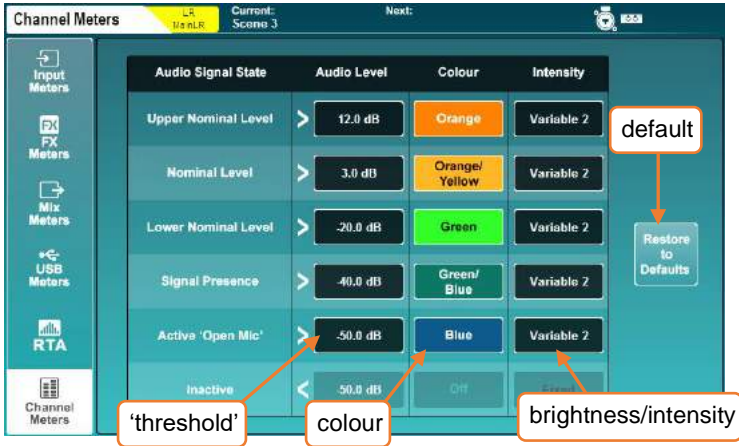 Channel Meters
LR
MainLR
Current:
Scene 3
Next:
Input
Meters
FX
FX
Meters
Mix
Meters
USB
Meters
RTA
Channel
Meters
Audio Signal State Audio Level Colour Intensity
Upper Nominal Level > 12.0 dB Orange Variable 2
Nominal Level > 3.0 dB Orange/
Yellow Variable 2
Lower Nominal Level > -20.0 dB Green Variable 2
Signal Presence > -40.0 dB Green/
Blue Variable 2
Active 'Open Mic' > -50.0 dB Blue Variable 2
Inactive < -50.0 dB Off Fixed
default
Restore
to
Defaults
'threshold'
colour
brightness/intensity